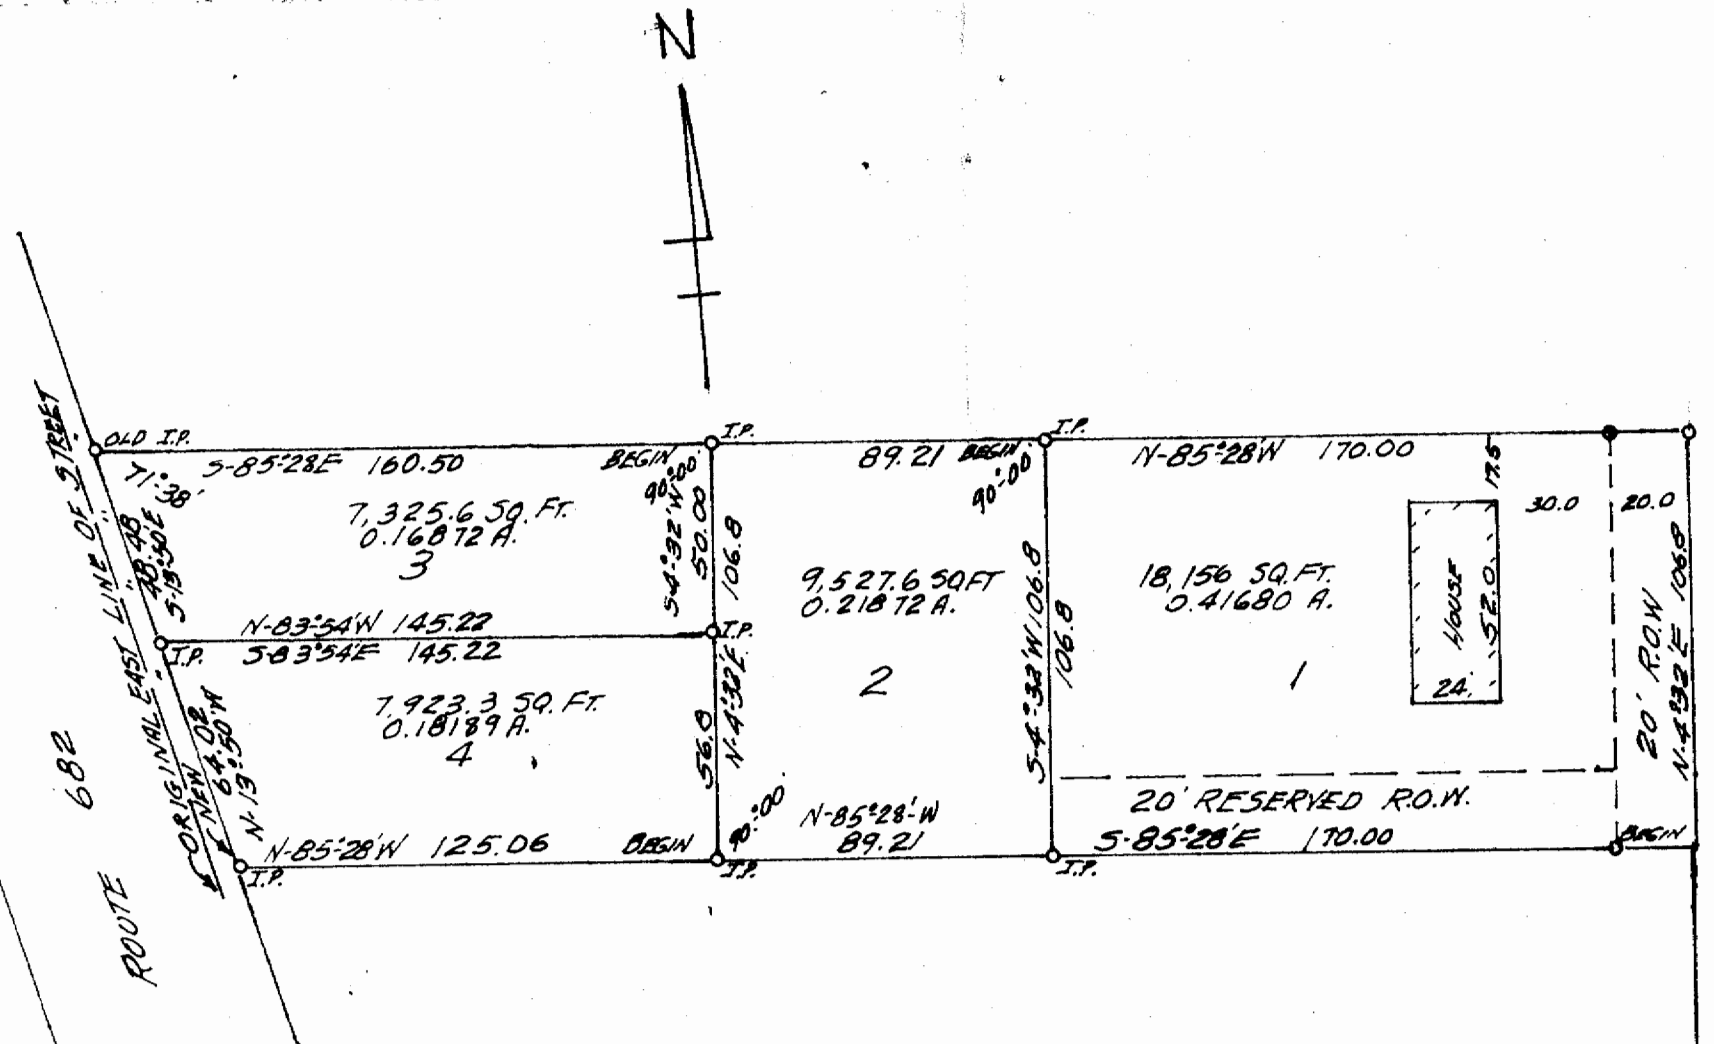 N
OLD I.P.
S-85°28'E 160.50
BEGIN
I.P.
89.21
BEGIN
I.P.
N-85°28'W 170.00
17.5
71°38'
90°00'
90°00'
7,325.6 SQ. FT.
0.16872 A.
3
48.48
S-13°50'E
S-4°32'W
50.00
106.8
30.0
20.0
N-83°54'W 145.22
I.P.
S-83°54'E 145.22
I.P.
9,527.6 SQ FT
0.21872 A.
2
S-4°32'W 106.8
106.8
18,156 SQ. FT.
0.41680 A.
1
HOUSE
52.0
24.
20' R.O.W
N-4°32'E 106.8
7,923.3 SQ. FT.
0.18189 A.
4
56.8
N-4°32'E
64.02
N-13°50'W
ORIGINAL EAST LINE OF STREET
NEW " " " "
ROUTE 682
N-85°28'W 125.06
BEGIN
I.P.
90°00'
I.P.
N-85°28'-W
89.21
I.P.
20' RESERVED R.O.W.
S-85°28'E 170.00
BEGIN